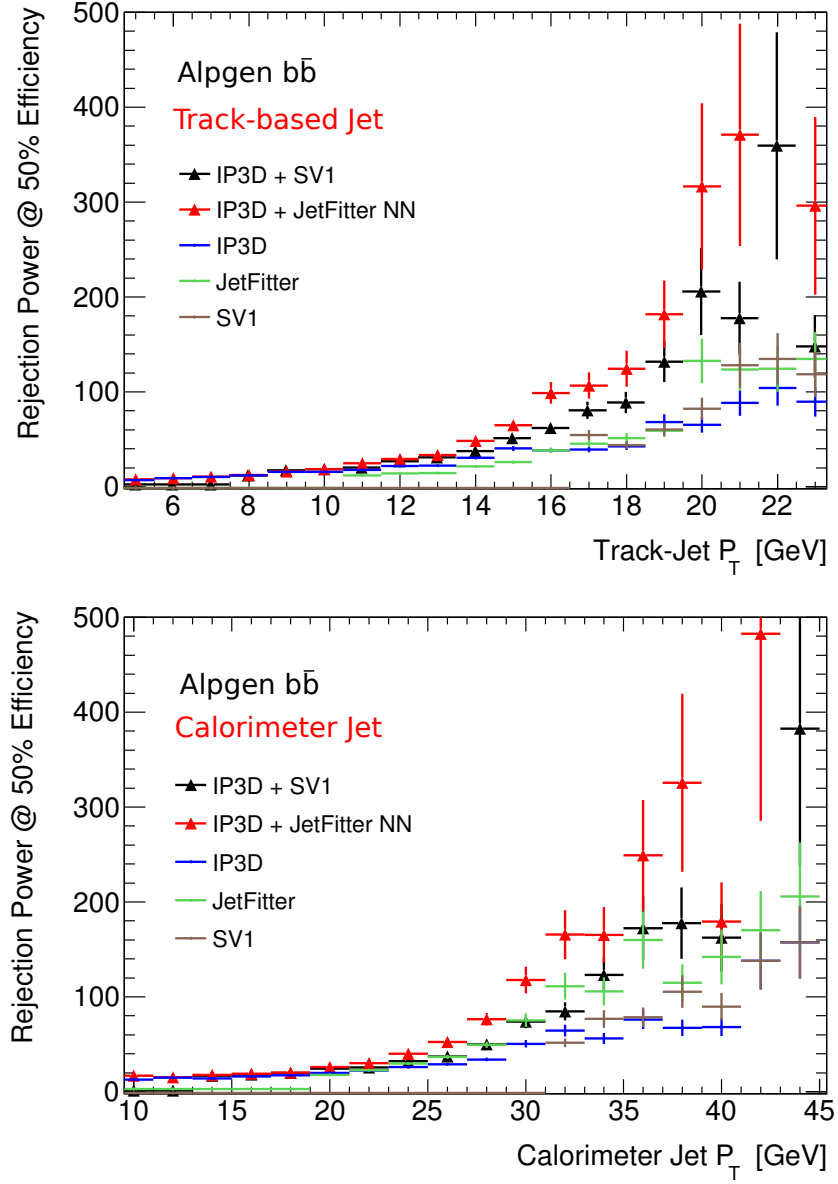 Rejection Power @ 50% Efficiency
500
400
300
200
100
0
Alpgen bb̄
Track-based Jet
IP3D + SV1
IP3D + JetFitter NN
IP3D
JetFitter
SV1
6 8 10 12 14 16 18 20 22
Track-Jet P_T [GeV]
Rejection Power @ 50% Efficiency
500
400
300
200
100
0
Alpgen bb̄
Calorimeter Jet
IP3D + SV1
IP3D + JetFitter NN
IP3D
JetFitter
SV1
10 15 20 25 30 35 40 45
Calorimeter Jet P_T [GeV]